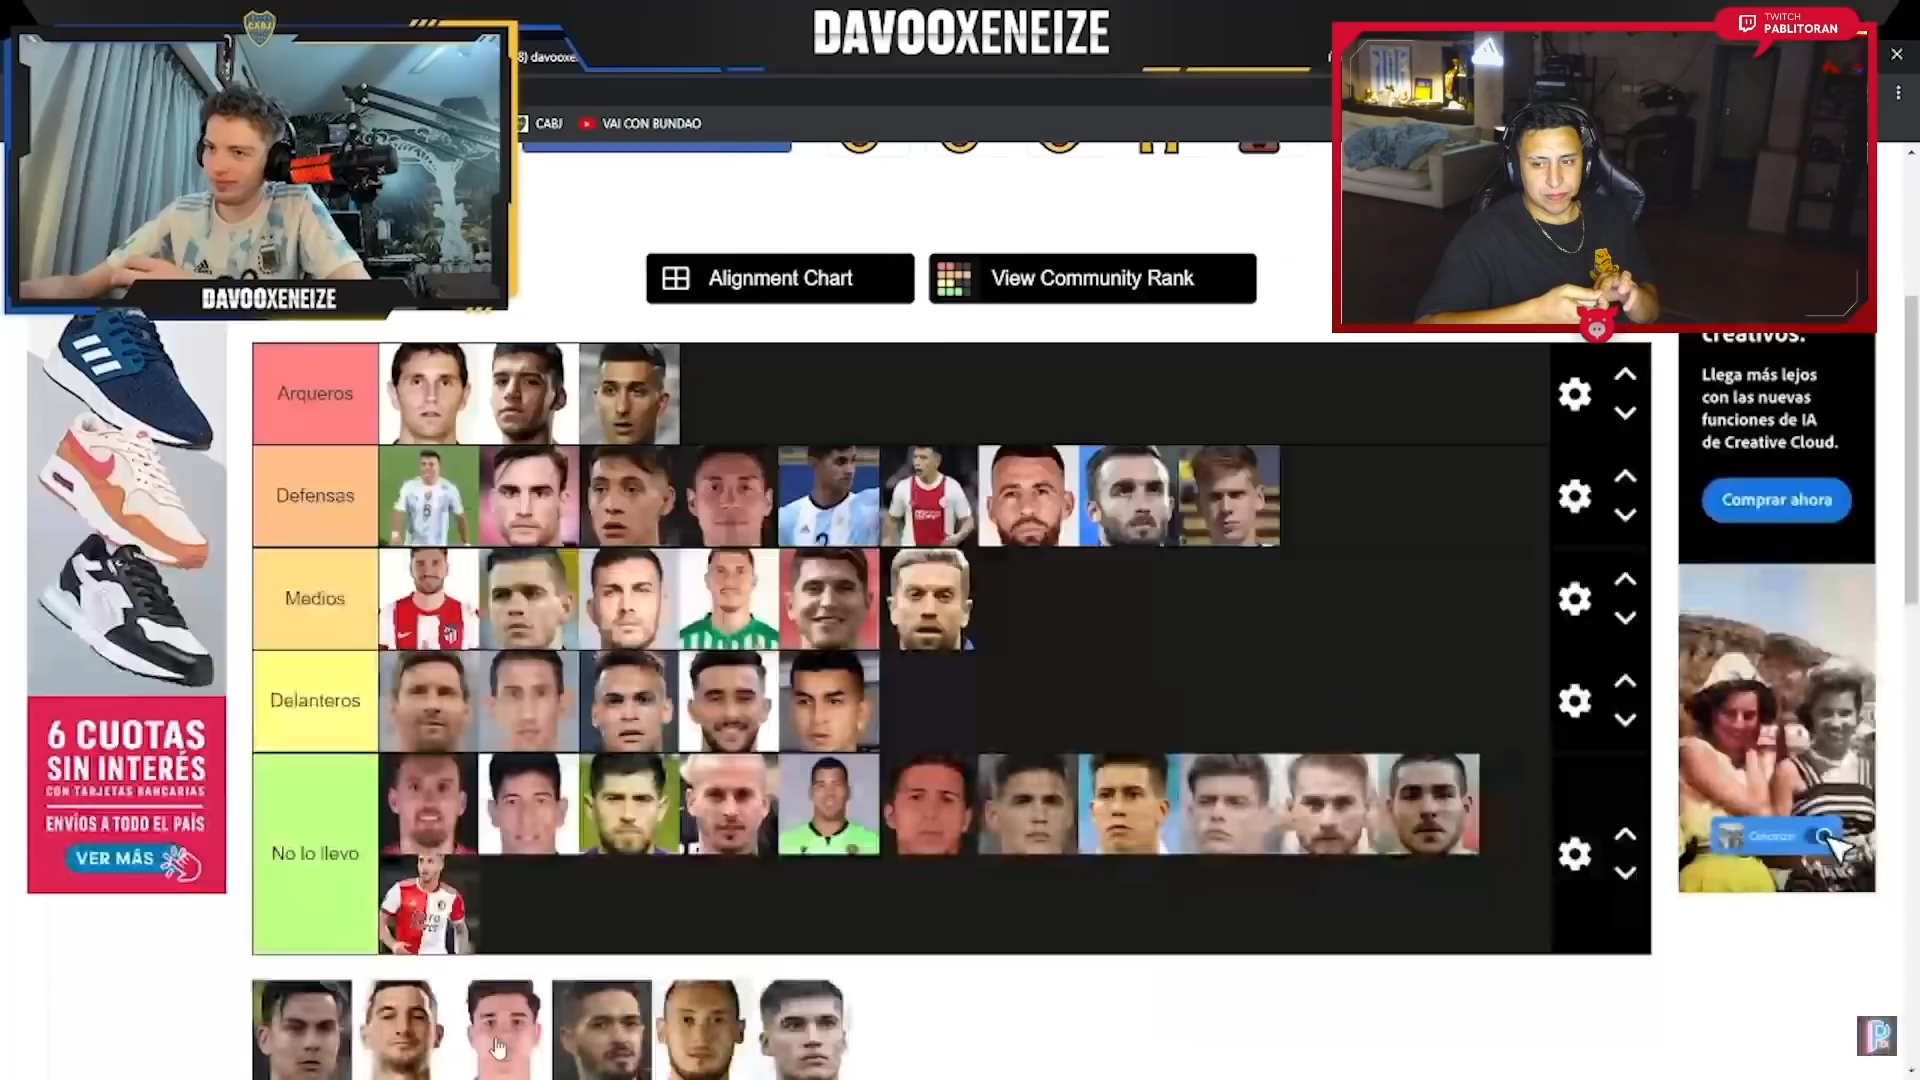 DAVOOXENEIZE
TWITCH
PABLITORAN
CABJ
8) davooxe
CABJ
VAI CON BUNDAO
DAVOOXENEIZE
Alignment Chart
View Community Rank
creativos.
Llega más lejos
con las nuevas
funciones de IA
de Creative Cloud.
Comprar ahora
Arqueros
Defensas
Medios
Delanteros
No lo llevo
6 CUOTAS
SIN INTERÉS
CON TARJETAS BANCARIAS
ENVÍOS A TODO EL PAÍS
VER MÁS